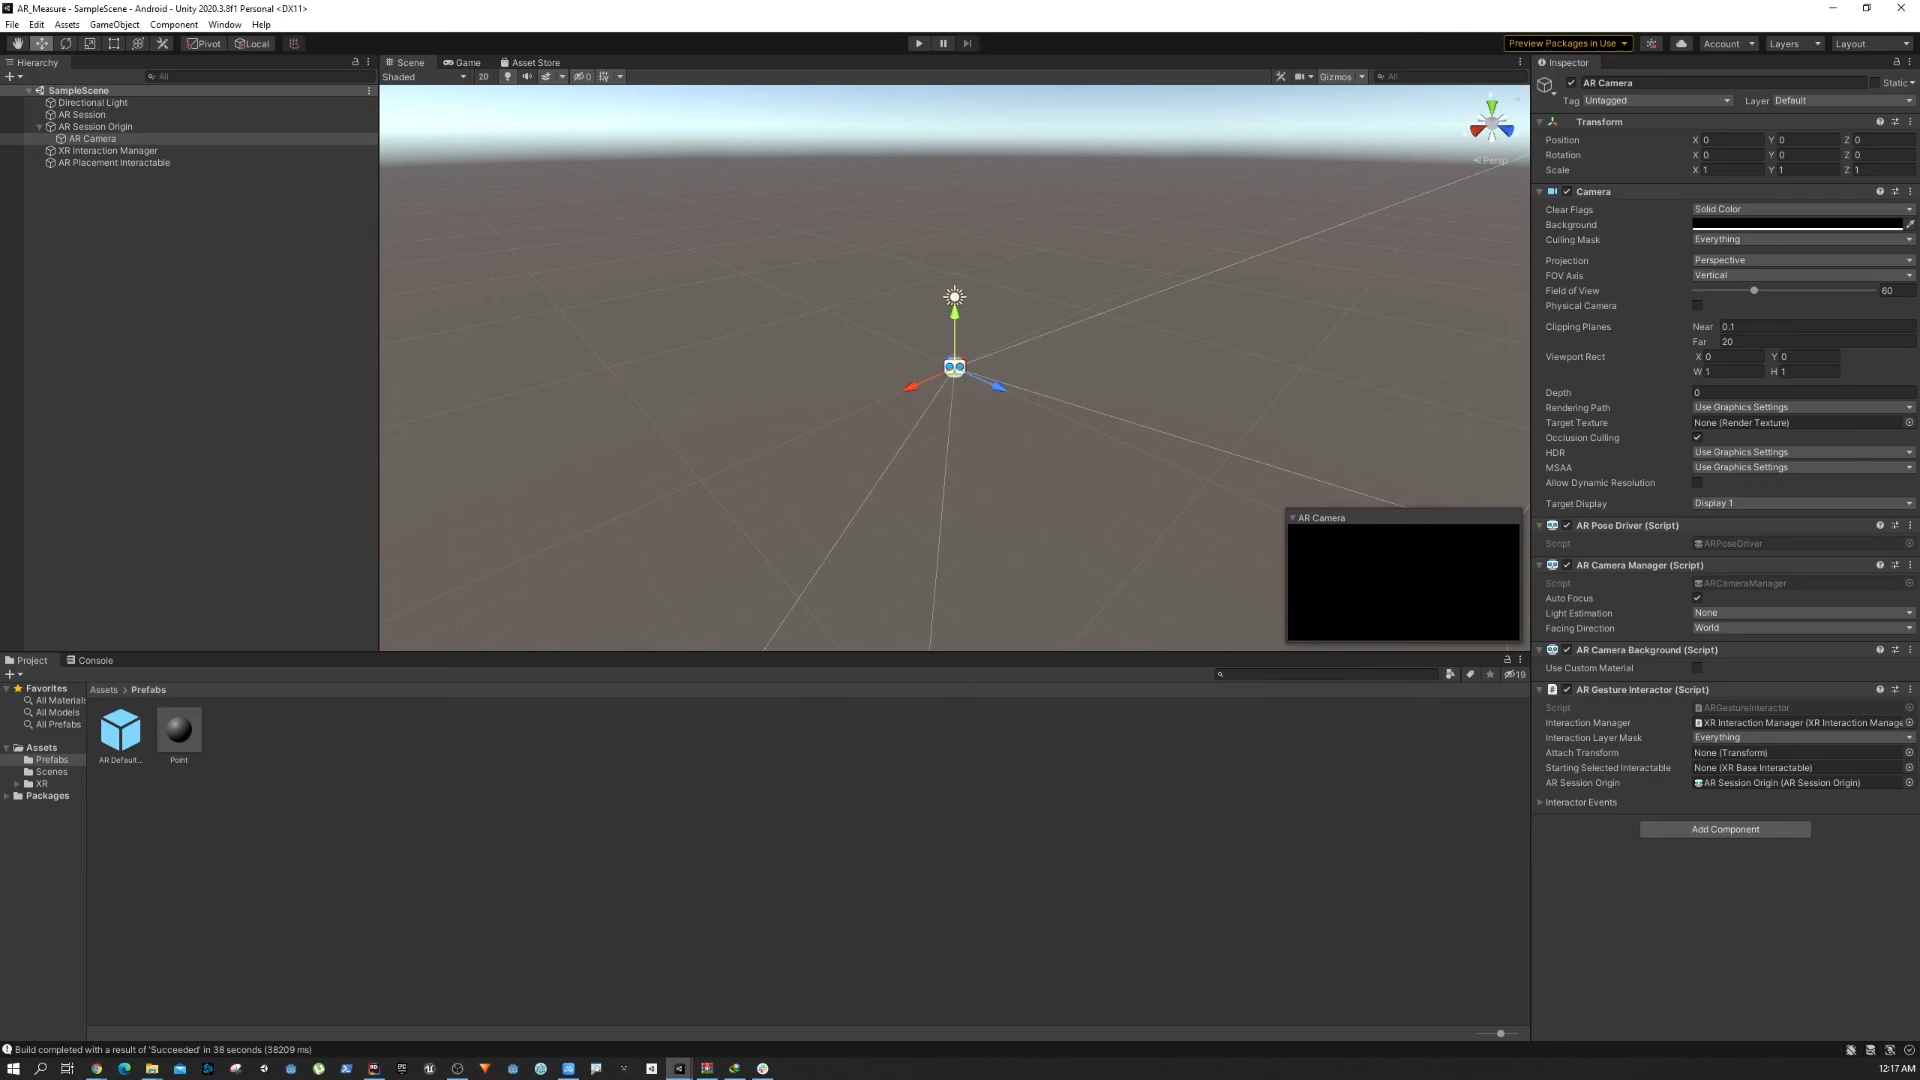 AR_Measure - SampleScene - Android - Unity 2020.3.8f1 Personal <DX11>
File Edit Assets GameObject Component Window Help
Pivot Local
Preview Packages in Use Account Layers Layout
Hierarchy
All
SampleScene
Directional Light
AR Session
AR Session Origin
AR Camera
XR Interaction Manager
AR Placement Interactable
Scene Game Asset Store
Shaded 2D 0 Gizmos All
Persp
AR Camera
Inspector
AR Camera Static
Tag Untagged Layer Default
Transform
Position X 0 Y 0 Z 0
Rotation X 0 Y 0 Z 0
Scale X 1 Y 1 Z 1
Camera
Clear Flags Solid Color
Background
Culling Mask Everything
Projection Perspective
FOV Axis Vertical
Field of View 60
Physical Camera
Clipping Planes Near 0.1
Far 20
Viewport Rect X 0 Y 0
W 1 H 1
Depth 0
Rendering Path Use Graphics Settings
Target Texture None (Render Texture)
Occlusion Culling
HDR Use Graphics Settings
MSAA Use Graphics Settings
Allow Dynamic Resolution
Target Display Display 1
AR Pose Driver (Script)
Script ARPoseDriver
AR Camera Manager (Script)
Script ARCameraManager
Auto Focus
Light Estimation None
Facing Direction World
AR Camera Background (Script)
Use Custom Material
AR Gesture Interactor (Script)
Script ARGestureInteractor
Interaction Manager XR Interaction Manager (XR Interaction Manage
Interaction Layer Mask Everything
Attach Transform None (Transform)
Starting Selected Interactable None (XR Base Interactable)
AR Session Origin AR Session Origin (AR Session Origin)
Interactor Events
Add Component
Project Console
19
Favorites
All Materials
All Models
All Prefabs
Assets
Prefabs
Scenes
XR
Packages
Assets > Prefabs
AR Default... Point
Build completed with a result of 'Succeeded' in 38 seconds (38209 ms)
12:17 AM